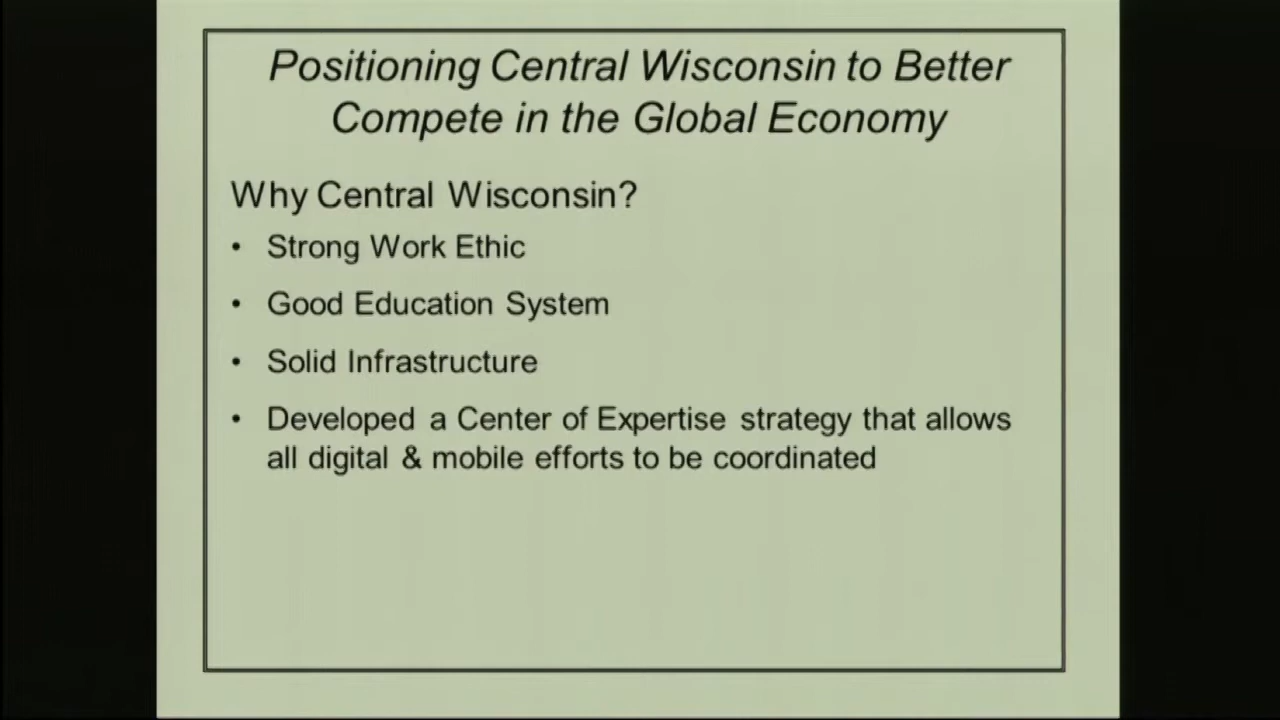 Positioning Central Wisconsin to Better
Compete in the Global Economy
Why Central Wisconsin?
• Strong Work Ethic
• Good Education System
• Solid Infrastructure
• Developed a Center of Expertise strategy that allows
all digital & mobile efforts to be coordinated